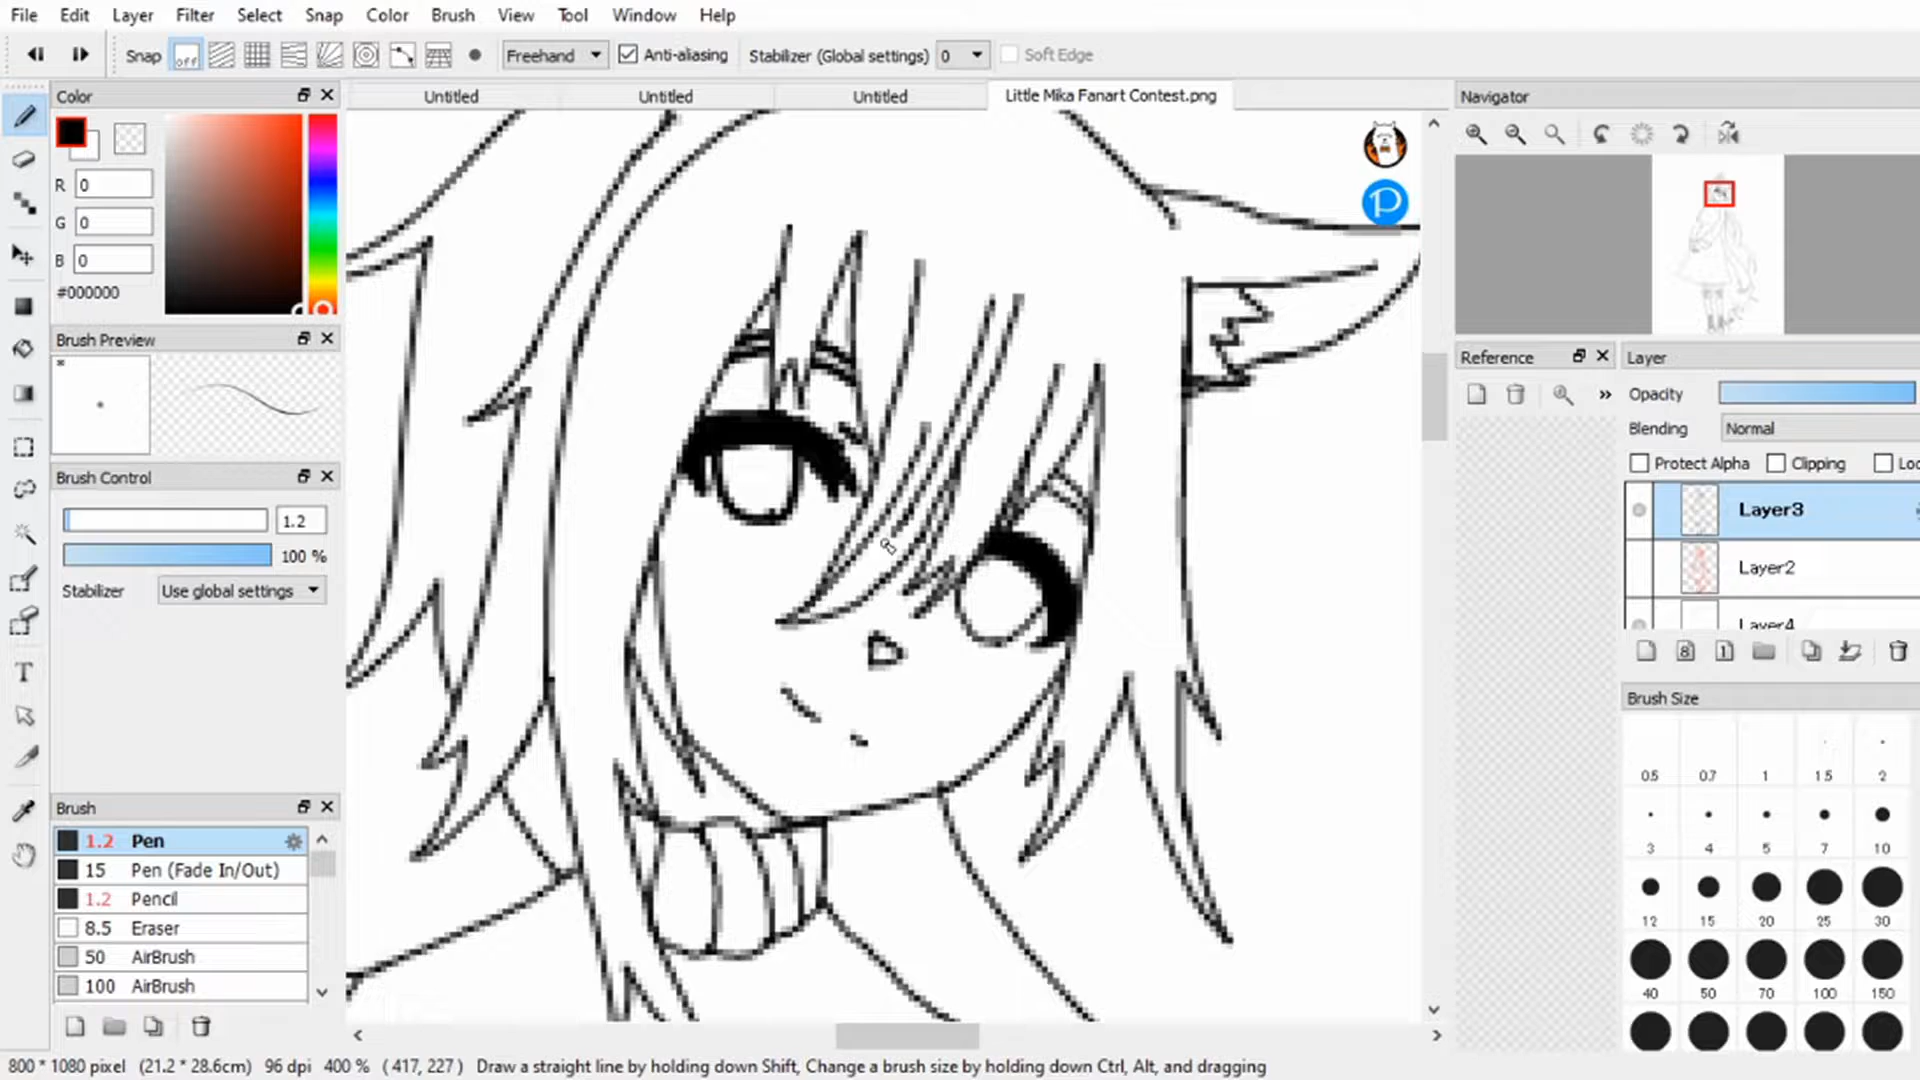 File Edit Layer Filter Select Snap Color Brush View Tool Window Help
Snap off Freehand Anti-aliasing Stabilizer (Global settings) 0 Soft Edge
Color
Untitled Untitled Untitled Little Mika Fanart Contest.png
Navigator
R 0
G 0
B 0
#000000
Brush Preview
*
Reference
Layer
Opacity
Blending Normal
Protect Alpha Clipping Loc
Brush Control
1.2
100 %
Stabilizer Use global settings
Layer3
Layer2
Layer4
8 1
T
P
Brush Size
0.5 0.7 1 1.5 2
3 4 5 7 10
12 15 20 25 30
40 50 70 100 150
Brush
1.2 Pen
15 Pen (Fade In/Out)
1.2 Pencil
8.5 Eraser
50 AirBrush
100 AirBrush
800 * 1080 pixel (21.2 * 28.6cm) 96 dpi 400 % ( 417, 227 ) Draw a straight line by holding down Shift, Change a brush size by holding down Ctrl, Alt, and dragging